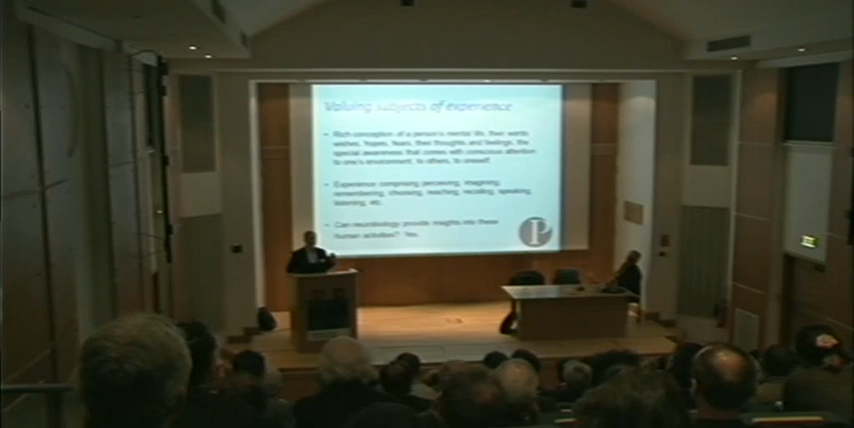 Valuing subjects of experience
• Rich conception of a person's mental life, their wants
wishes, hopes, fears, their thoughts and feelings, the
special awareness that comes with conscious attention
to one's environment, to others, to oneself.
• Experience comprising perceiving, imagining,
remembering, choosing, reaching, recoiling, speaking,
listening, etc.
• Can neurobiology provide insights into these
human activities? Yes.
P